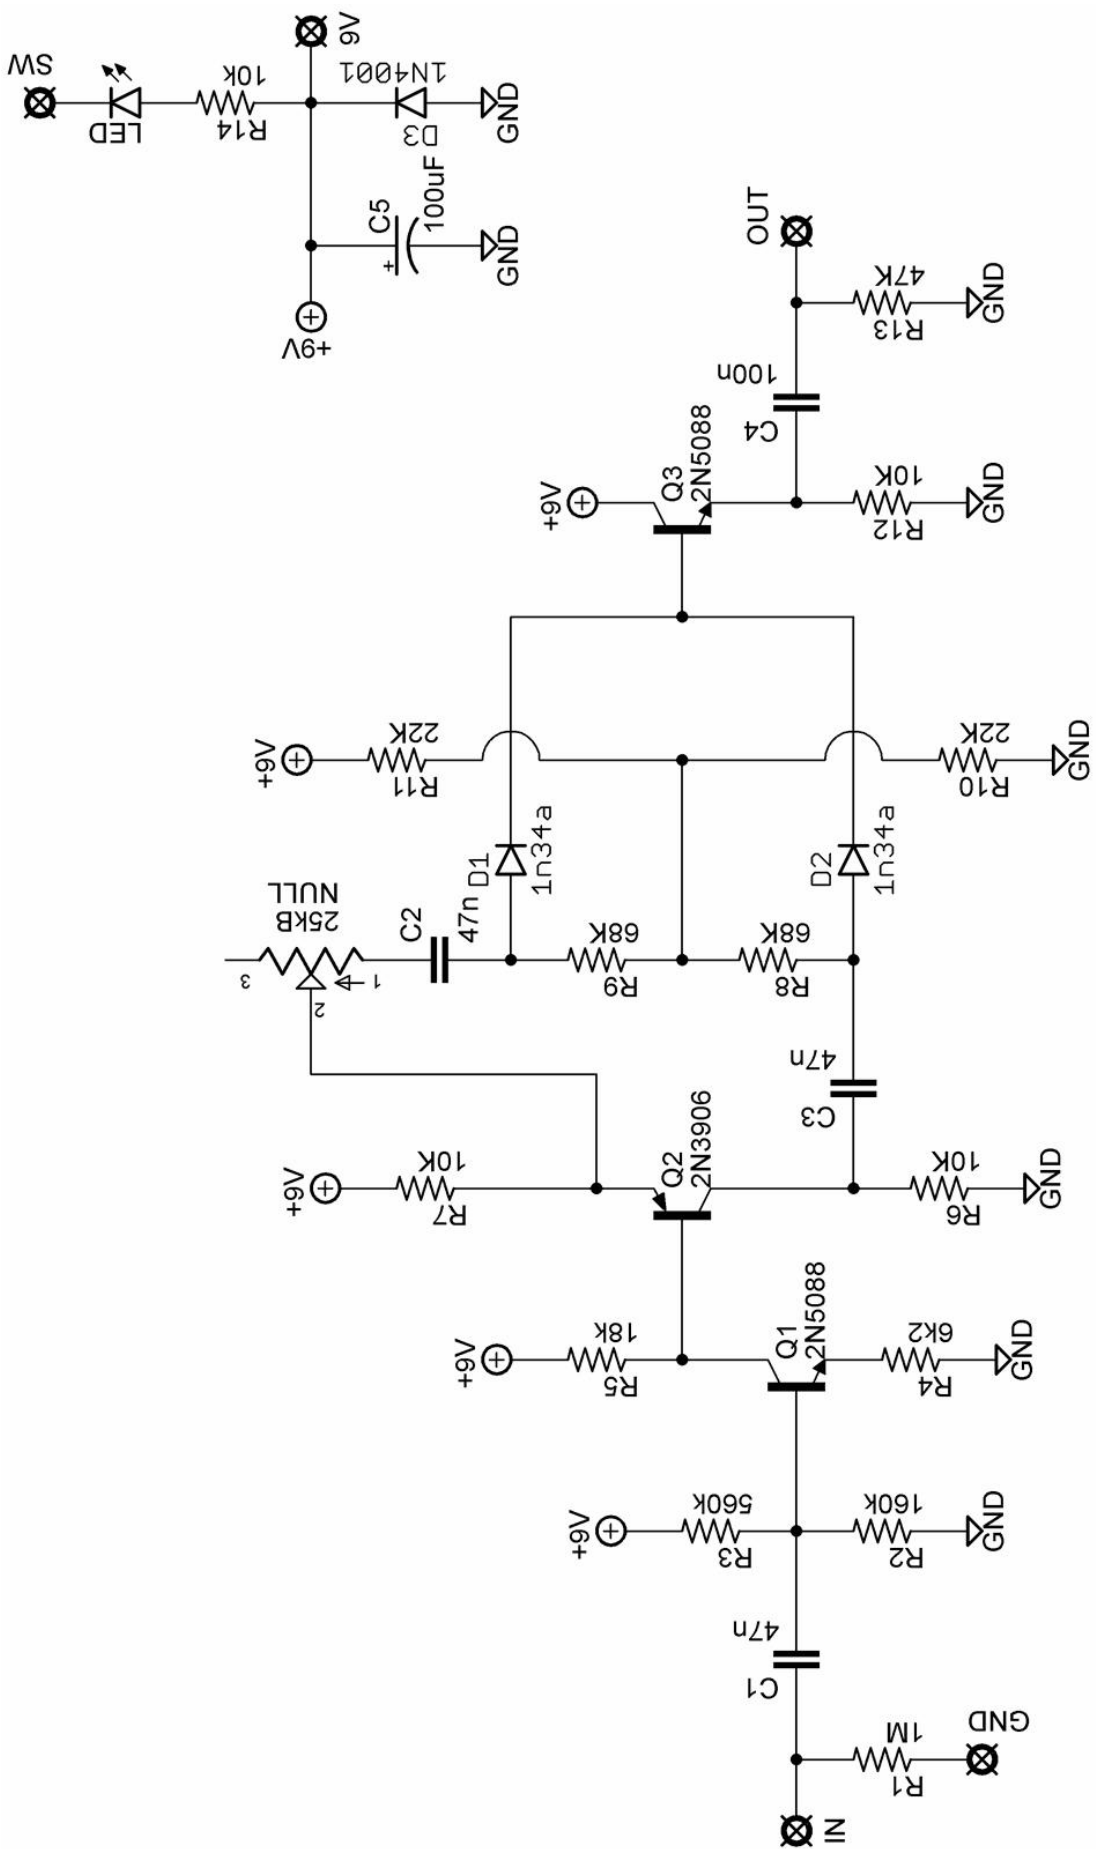 SW
LED
10k
R14
9V
1N4001
D3
GND
C5
100uF
+
GND
+9V
OUT
47K
R13
GND
100n
C4
+9V
Q3
2N5088
10K
R12
GND
+9V
22K
R11
22K
R10
GND
NULL
25kB
3
2
1
C2
47n
D1
1n34a
68K
R9
68K
R8
D2
1n34a
47n
C3
+9V
10K
R7
Q2
2N3906
10K
R6
GND
+9V
18k
R5
Q1
2N5088
6k2
R4
GND
+9V
560k
R3
160k
R2
GND
47n
C1
1M
R1
GND
IN